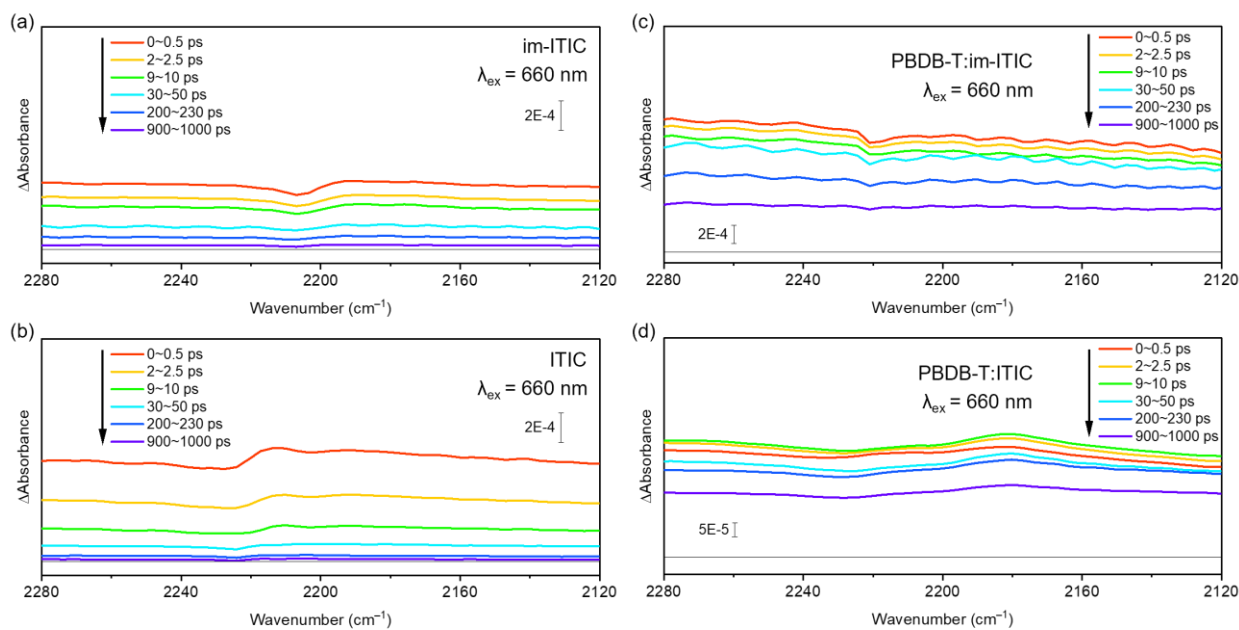 (a)
im-ITIC
λex = 660 nm
0~0.5 ps
2~2.5 ps
9~10 ps
30~50 ps
200~230 ps
900~1000 ps
2E-4
ΔAbsorbance
2280 2240 2200 2160 2120
Wavenumber (cm⁻¹)
(c)
PBDB-T:im-ITIC
λex = 660 nm
0~0.5 ps
2~2.5 ps
9~10 ps
30~50 ps
200~230 ps
900~1000 ps
2E-4
ΔAbsorbance
2280 2240 2200 2160 2120
Wavenumber (cm⁻¹)
(b)
ITIC
λex = 660 nm
0~0.5 ps
2~2.5 ps
9~10 ps
30~50 ps
200~230 ps
900~1000 ps
2E-4
ΔAbsorbance
2280 2240 2200 2160 2120
Wavenumber (cm⁻¹)
(d)
PBDB-T:ITIC
λex = 660 nm
0~0.5 ps
2~2.5 ps
9~10 ps
30~50 ps
200~230 ps
900~1000 ps
5E-5
ΔAbsorbance
2280 2240 2200 2160 2120
Wavenumber (cm⁻¹)